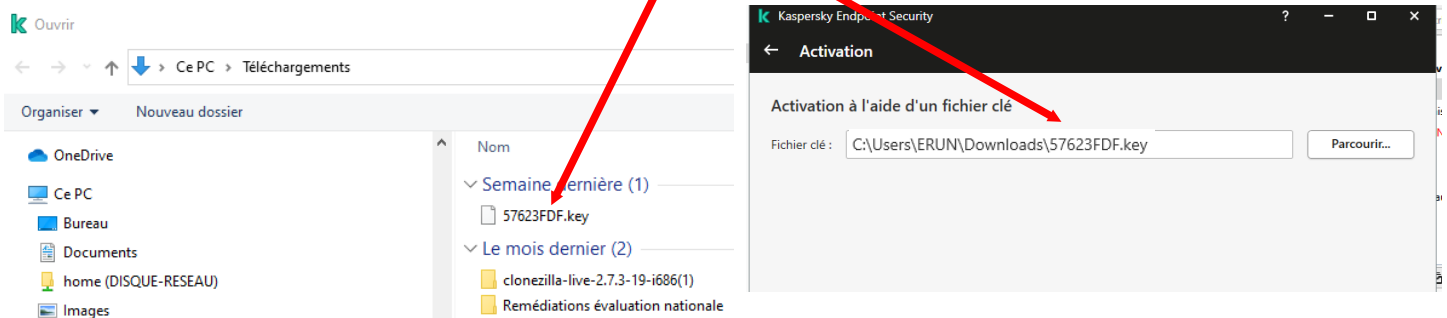 Ouvrir
Ce PC > Téléchargements
Organiser Nouveau dossier
OneDrive
Ce PC
Bureau
Documents
home (DISQUE-RESEAU)
Images
Nom
Semaine dernière (1)
57623FDF.key
Le mois dernier (2)
clonezilla-live-2.7.3-19-i686(1)
Remédiations évaluation nationale
Kaspersky Endpoint Security ?
Activation
Activation à l'aide d'un fichier clé
Fichier clé : C:\Users\ERUN\Downloads\57623FDF.key Parcourir...